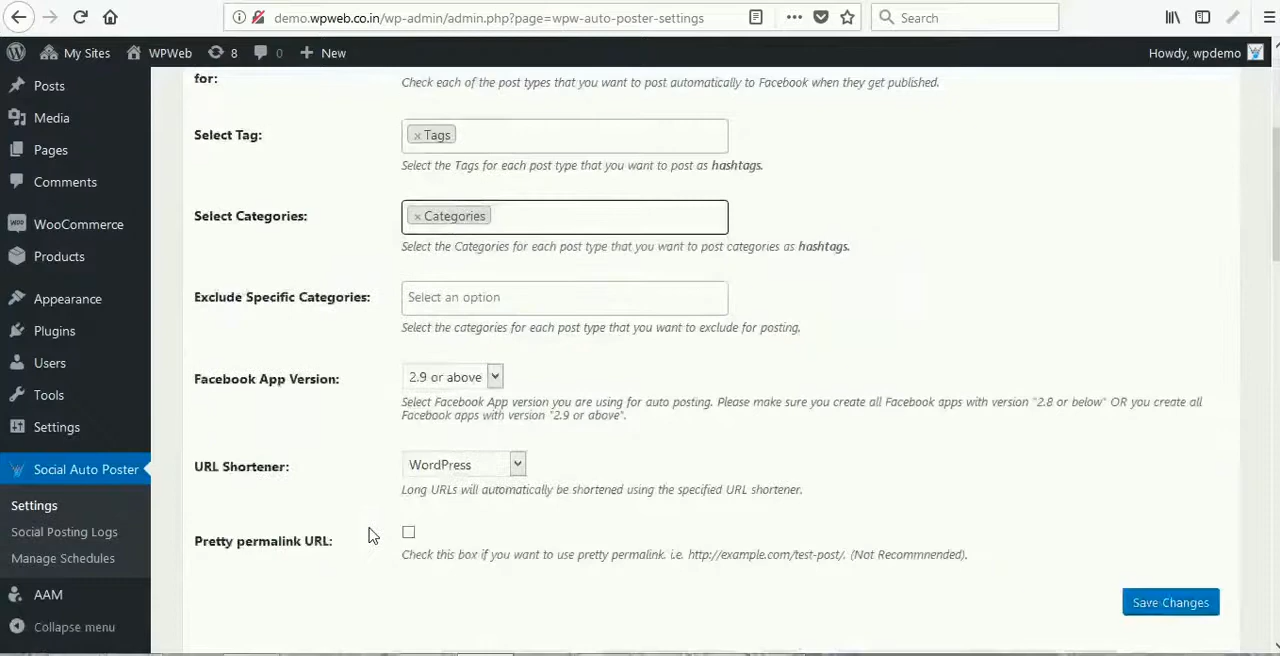 demo.wpweb.co.in/wp-admin/admin.php?page=wpw-auto-poster-settings
Search
My Sites
WPWeb
8
0
New
Howdy, wpdemo
Posts
Media
Pages
Comments
WooCommerce
Products
Appearance
Plugins
Users
Tools
Settings
Social Auto Poster
Settings
Social Posting Logs
Manage Schedules
AAM
Collapse menu
for:
Check each of the post types that you want to post automatically to Facebook when they get published.
Select Tag:
× Tags
Select the Tags for each post type that you want to post as hashtags.
Select Categories:
× Categories
Select the Categories for each post type that you want to post categories as hashtags.
Exclude Specific Categories:
Select an option
Select the categories for each post type that you want to exclude for posting.
Facebook App Version:
2.9 or above
Select Facebook App version you are using for auto posting. Please make sure you create all Facebook apps with version "2.8 or below" OR you create all
Facebook apps with version "2.9 or above".
URL Shortener:
WordPress
Long URLs will automatically be shortened using the specified URL shortener.
Pretty permalink URL:
Check this box if you want to use pretty permalink. i.e. http://example.com/test-post/. (Not Recommnended).
Save Changes